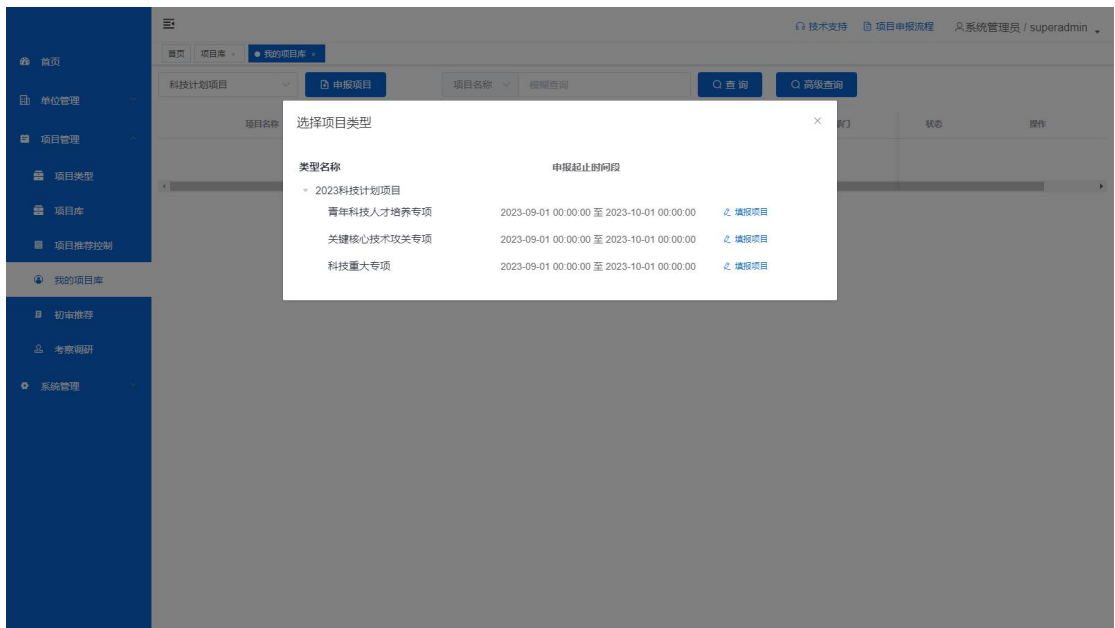 技术支持 项目申报流程 系统管理员 / superadmin
首页 项目库 × 我的项目库 ×
首页
单位管理
项目管理
项目类型
项目库
项目推荐控制
我的项目库
初审推荐
考察调研
系统管理
科技计划项目 申报项目 项目名称 模糊查询 查 询 高级查询
项目名称 部门 状态 操作
选择项目类型 ×
类型名称 申报起止时间段
2023科技计划项目
青年科技人才培养专项 2023-09-01 00:00:00 至 2023-10-01 00:00:00 填报项目
关键核心技术攻关专项 2023-09-01 00:00:00 至 2023-10-01 00:00:00 填报项目
科技重大专项 2023-09-01 00:00:00 至 2023-10-01 00:00:00 填报项目